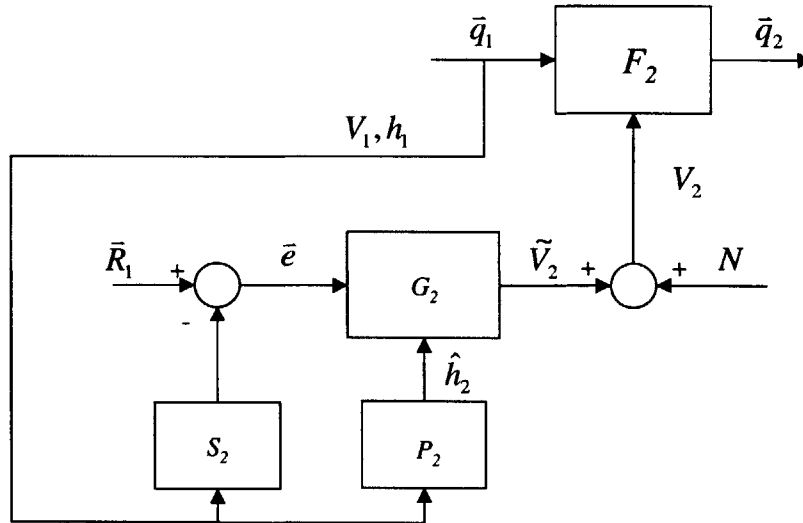 q̄₁
F₂
q̄₂
V₁, h₁
V₂
R̄₁
+
ē
G₂
Ṽ₂
+
+
N
-
ĥ₂
S₂
P₂